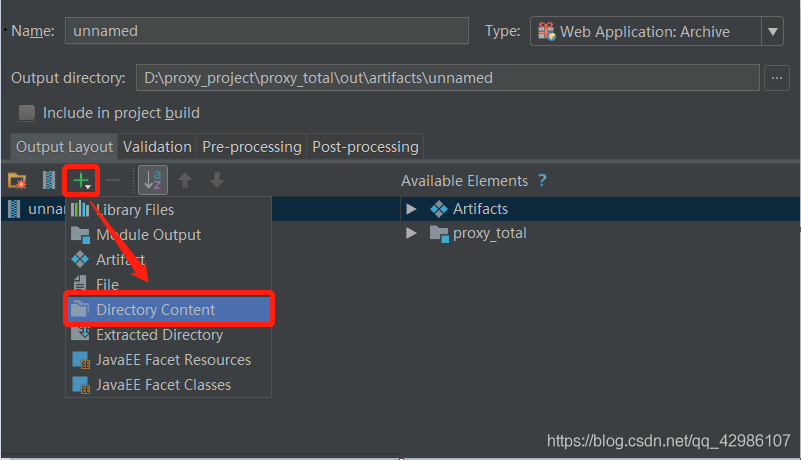 Name: unnamed Type: Web Application: Archive
Output directory: D:\proxy_project\proxy_total\out\artifacts\unnamed ...
Include in project build
Output Layout Validation Pre-processing Post-processing
Available Elements ?
unna
Library Files
Module Output
Artifact
File
Directory Content
Extracted Directory
JavaEE Facet Resources
JavaEE Facet Classes
Artifacts
proxy_total
https://blog.csdn.net/qq_42986107